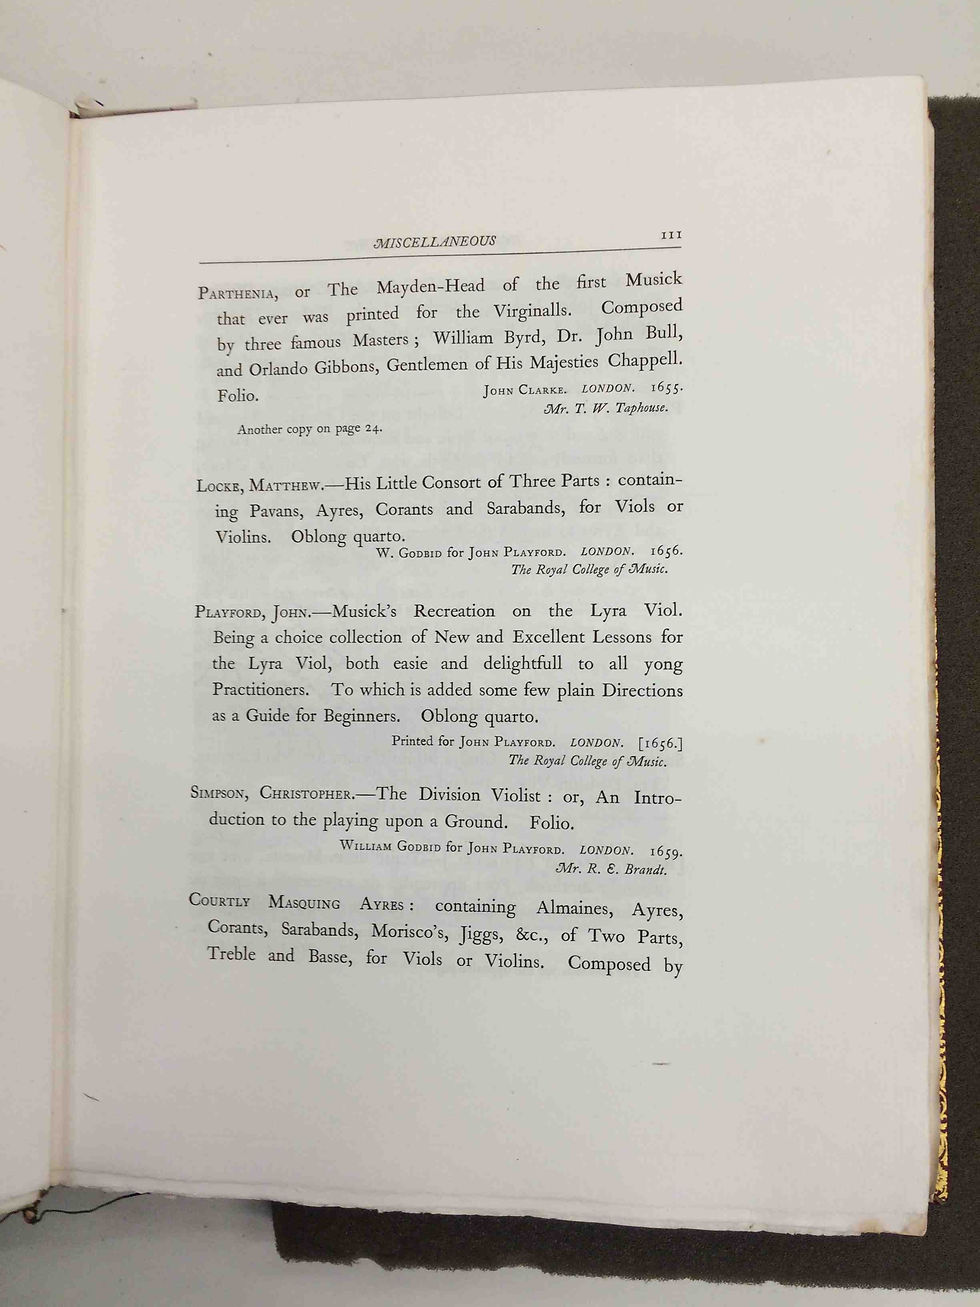 MISCELLANEOUS 111
PARTHENIA, or The Mayden-Head of the first Musick
that ever was printed for the Virginalls. Composed
by three famous Masters ; William Byrd, Dr. John Bull,
and Orlando Gibbons, Gentlemen of His Majesties Chappell.
Folio. JOHN CLARKE. LONDON. 1655.
Mr. T. W. Taphouse.
Another copy on page 24.
LOCKE, MATTHEW.—His Little Consort of Three Parts : contain-
ing Pavans, Ayres, Corants and Sarabands, for Viols or
Violins. Oblong quarto.
W. GODBID for JOHN PLAYFORD. LONDON. 1656.
The Royal College of Music.
PLAYFORD, JOHN.—Musick's Recreation on the Lyra Viol.
Being a choice collection of New and Excellent Lessons for
the Lyra Viol, both easie and delightfull to all yong
Practitioners. To which is added some few plain Directions
as a Guide for Beginners. Oblong quarto.
Printed for JOHN PLAYFORD. LONDON. [1656.]
The Royal College of Music.
SIMPSON, CHRISTOPHER.—The Division Violist : or, An Intro-
duction to the playing upon a Ground. Folio.
WILLIAM GODBID for JOHN PLAYFORD. LONDON. 1659.
Mr. R. E. Brandt.
COURTLY MASQUING AYRES : containing Almaines, Ayres,
Corants, Sarabands, Morisco's, Jiggs, &c., of Two Parts,
Treble and Basse, for Viols or Violins. Composed by